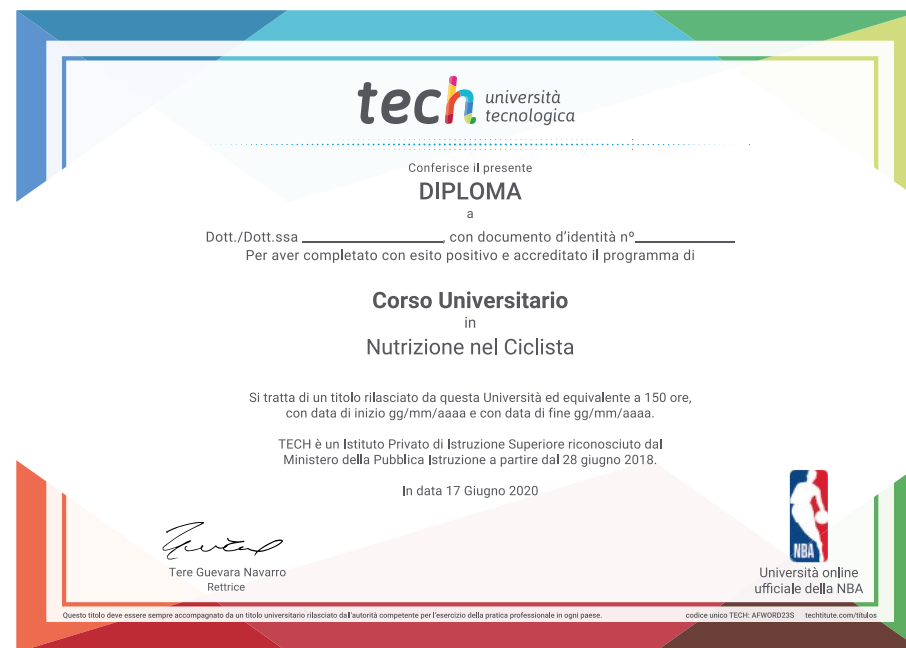 tech università
tecnologica
Conferisce il presente
DIPLOMA
a
Dott./Dott.ssa ____________________, con documento d'identità nº______________
Per aver completato con esito positivo e accreditato il programma di
Corso Universitario
in
Nutrizione nel Ciclista
Si tratta di un titolo rilasciato da questa Università ed equivalente a 150 ore,
con data di inizio gg/mm/aaaa e con data di fine gg/mm/aaaa.
TECH è un Istituto Privato di Istruzione Superiore riconosciuto dal
Ministero della Pubblica Istruzione a partire dal 28 giugno 2018.
In data 17 Giugno 2020
Tere Guevara Navarro
Rettrice
NBA
Università online
ufficiale della NBA
Questo titolo deve essere sempre accompagnato da un titolo universitario rilasciato dall'autorità competente per l'esercizio della pratica professionale in ogni paese.
codice unico TECH: AFWORD23S techtitute.com/titulos